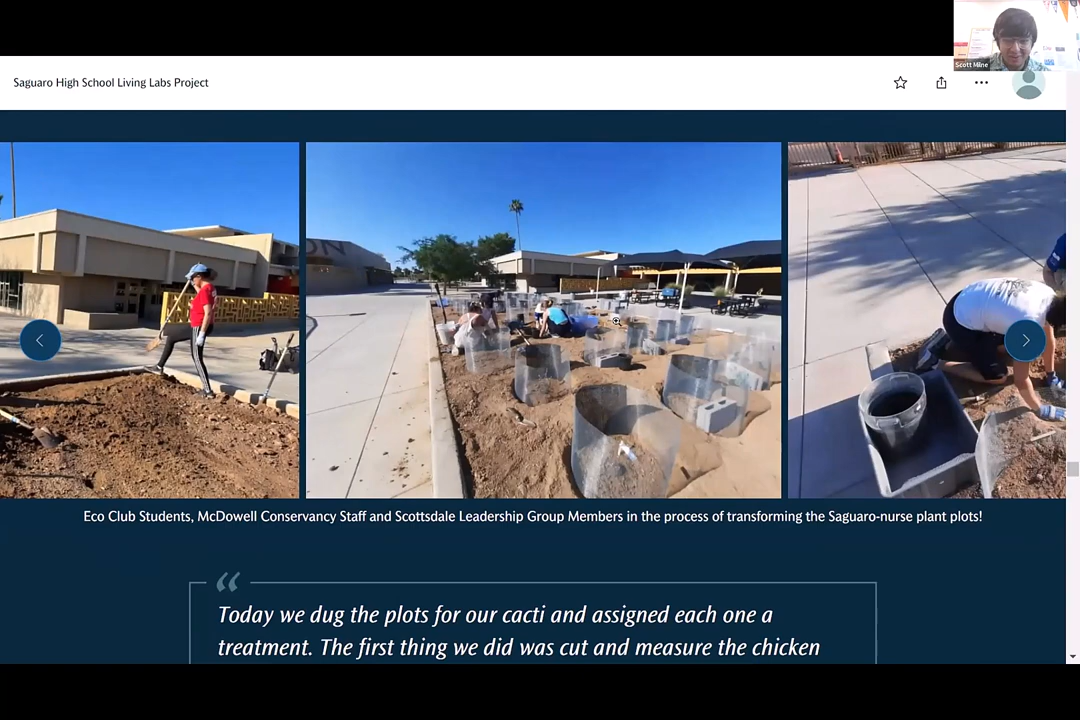 Scott Milne
Saguaro High School Living Labs Project
ON
Eco Club Students, McDowell Conservancy Staff and Scottsdale Leadership Group Members in the process of transforming the Saguaro-nurse plant plots!
“
Today we dug the plots for our cacti and assigned each one a
treatment. The first thing we did was cut and measure the chicken